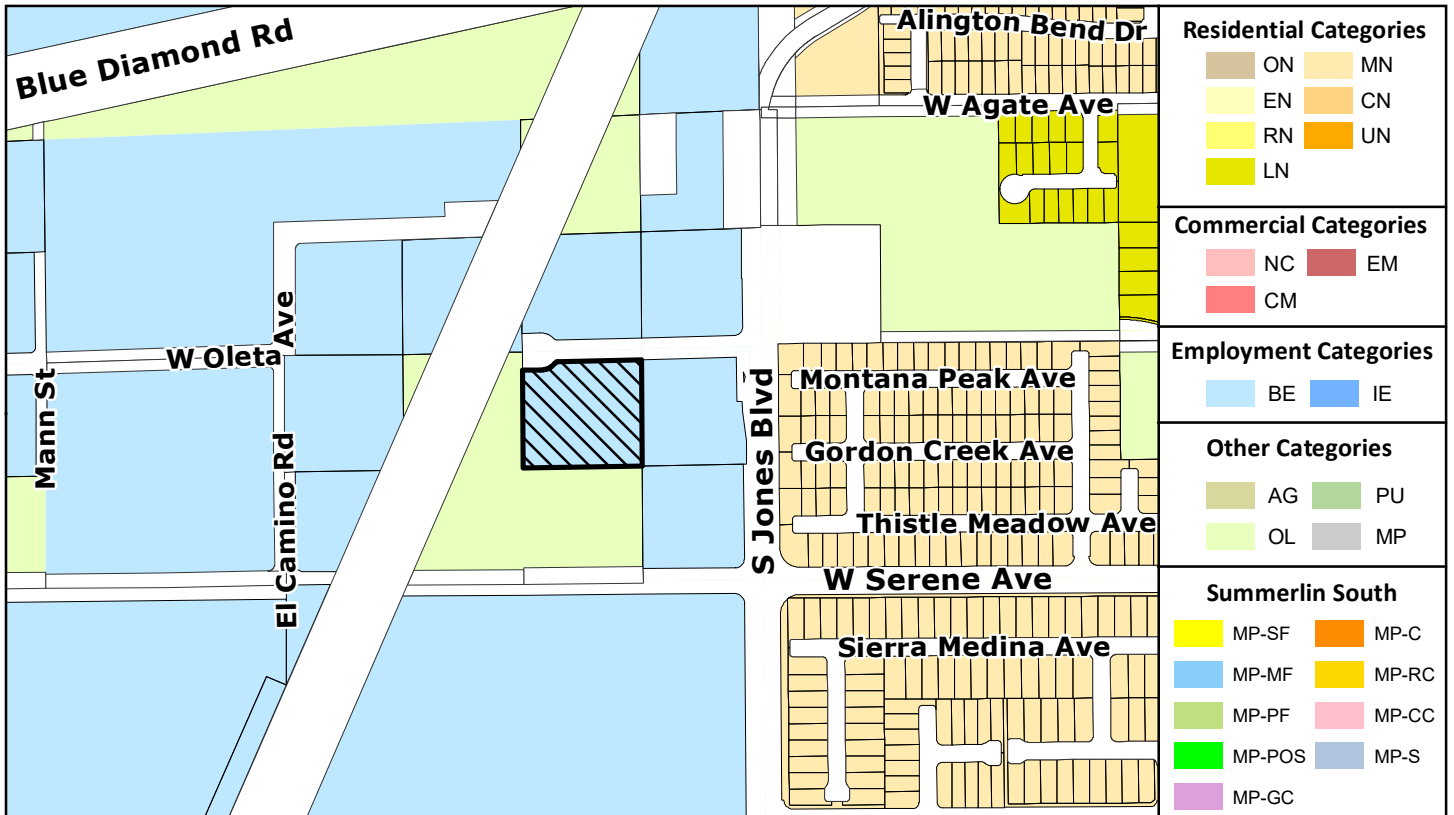 Blue Diamond Rd
Alington Bend Dr
W Agate Ave
W Oleta Ave
Mann St
El Camino Rd
S Jones Blvd
Montana Peak Ave
Gordon Creek Ave
Thistle Meadow Ave
W Serene Ave
Sierra Medina Ave
Residential Categories
ON MN
EN CN
RN UN
LN
Commercial Categories
NC EM
CM
Employment Categories
BE IE
Other Categories
AG PU
OL MP
Summerlin South
MP-SF MP-C
MP-MF MP-RC
MP-PF MP-CC
MP-POS MP-S
MP-GC